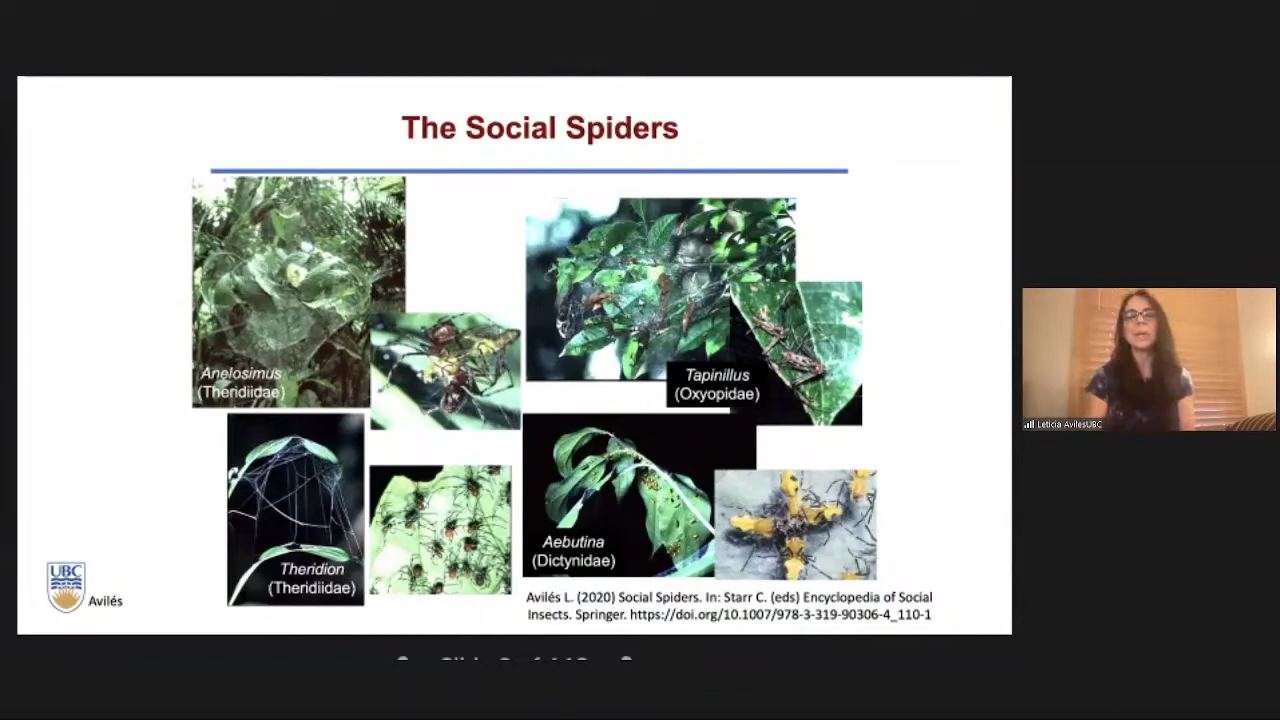 The Social Spiders
Anelosimus
(Theridiidae)
Tapinillus
(Oxyopidae)
Theridion
(Theridiidae)
Aebutina
(Dictynidae)
UBC
Avilés
Avilés L. (2020) Social Spiders. In: Starr C. (eds) Encyclopedia of Social
Insects. Springer. https://doi.org/10.1007/978-3-319-90306-4_110-1
Leticia AvilesUBC